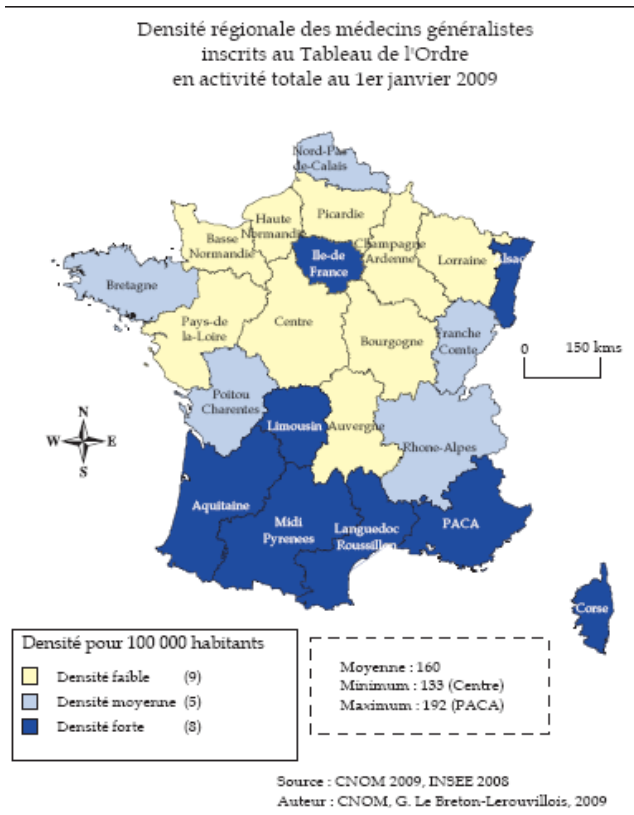 Densité régionale des médecins généralistes
inscrits au Tableau de l'Ordre
en activité totale au 1er janvier 2009
Nord-Pas
de-Calais
Picardie
Haute
Normandie
Basse
Normandie
Champagne
Ardenne
Ile-de
France
Lorraine
Alsace
Bretagne
Pays-de
la-Loire
Centre
Bourgogne
Franche
Comte
0 150 kms
Poitou
Charentes
Limousin
Auvergne
Rhone-Alpes
N
W E
S
Aquitaine
Midi
Pyrenees
Languedoc
Roussillon
PACA
Corse
Densité pour 100 000 habitants
Densité faible (9)
Densité moyenne (5)
Densité forte (8)
Moyenne : 160
Minimum : 133 (Centre)
Maximum : 192 (PACA)
Source : CNOM 2009, INSEE 2008
Auteur : CNOM, G. Le Breton-Lerouvillois, 2009